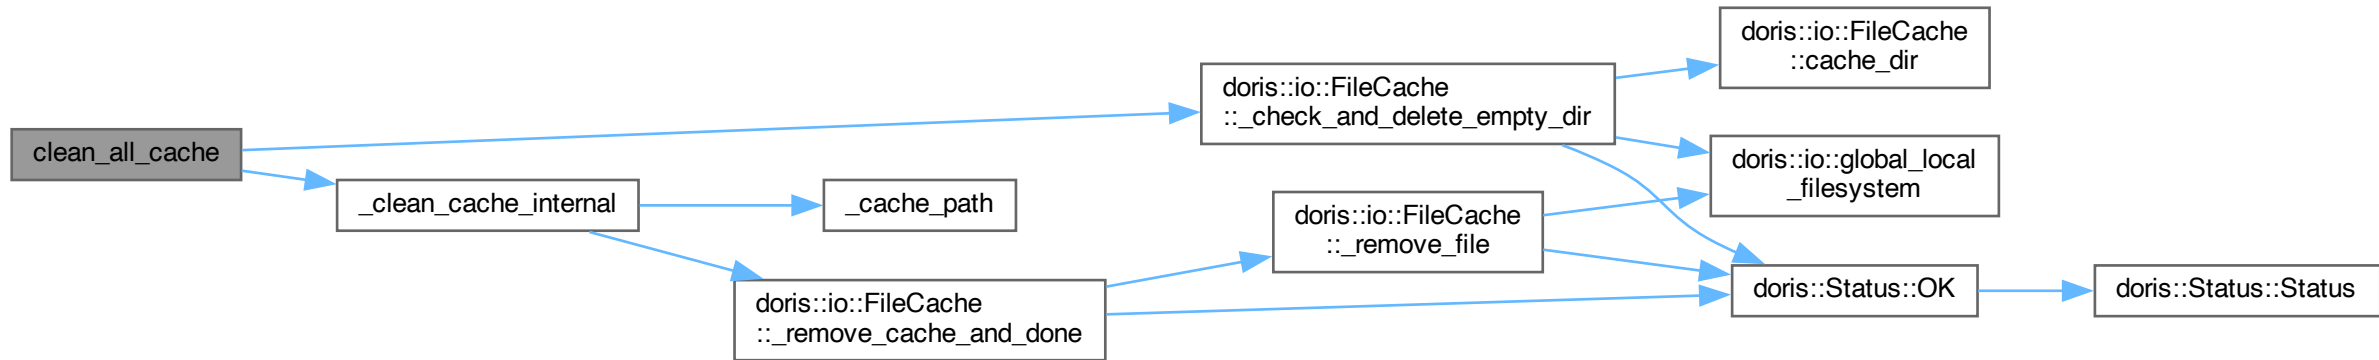 clean_all_cache
_clean_cache_internal
_cache_path
doris::io::FileCache
::_remove_cache_and_done
doris::io::FileCache
::_check_and_delete_empty_dir
doris::io::FileCache
::_remove_file
doris::io::FileCache
::cache_dir
doris::io::global_local
_filesystem
doris::Status::OK
doris::Status::Status